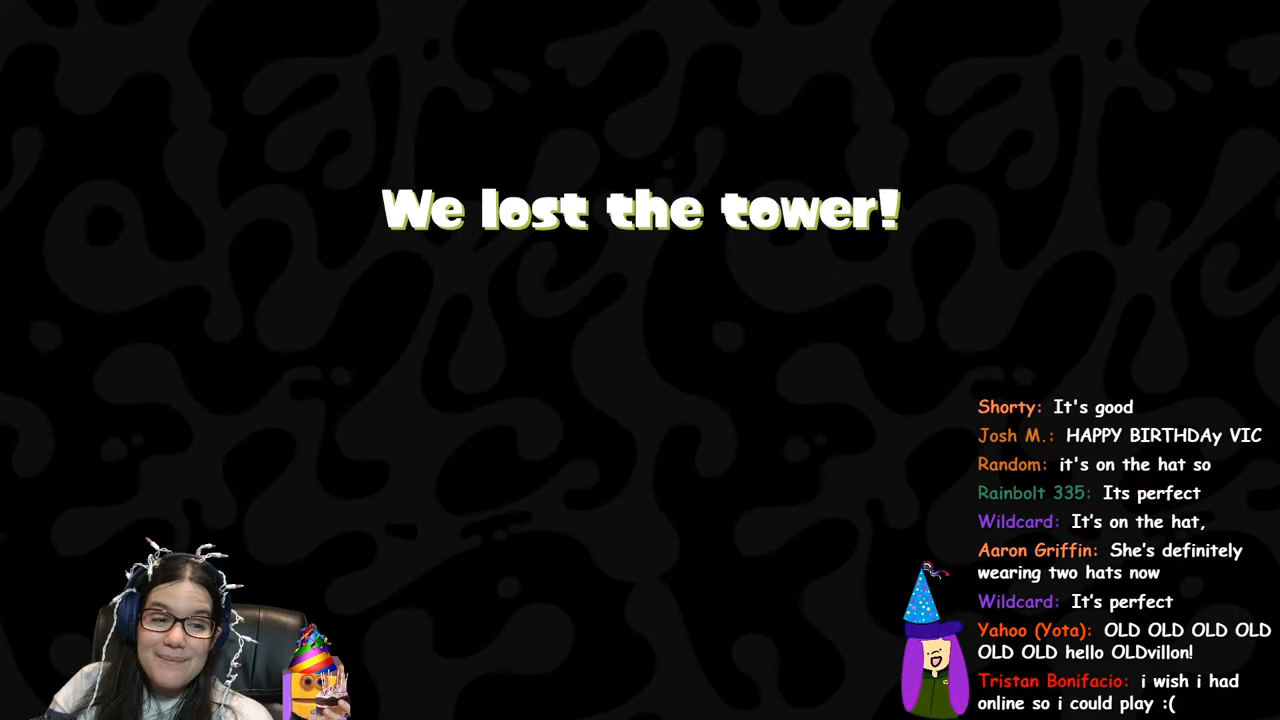 We lost the tower!
Shorty: It's good
Josh M.: HAPPY BIRTHDAy VIC
Random: it's on the hat so
Rainbolt 335: Its perfect
Wildcard: It's on the hat,
Aaron Griffin: She's definitely
wearing two hats now
Wildcard: It's perfect
Yahoo (Yota): OLD OLD OLD OLD
OLD OLD hello OLDvillon!
Tristan Bonifacio: i wish i had
online so i could play :(